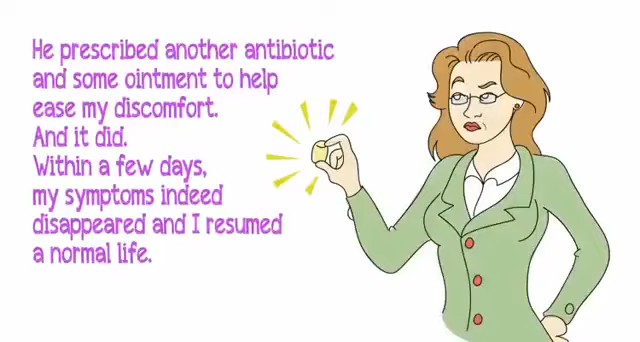 He prescribed another antibiotic
and some ointment to help
ease my discomfort.
And it did.
Within a few days,
my symptoms indeed
disappeared and I resumed
a normal life.